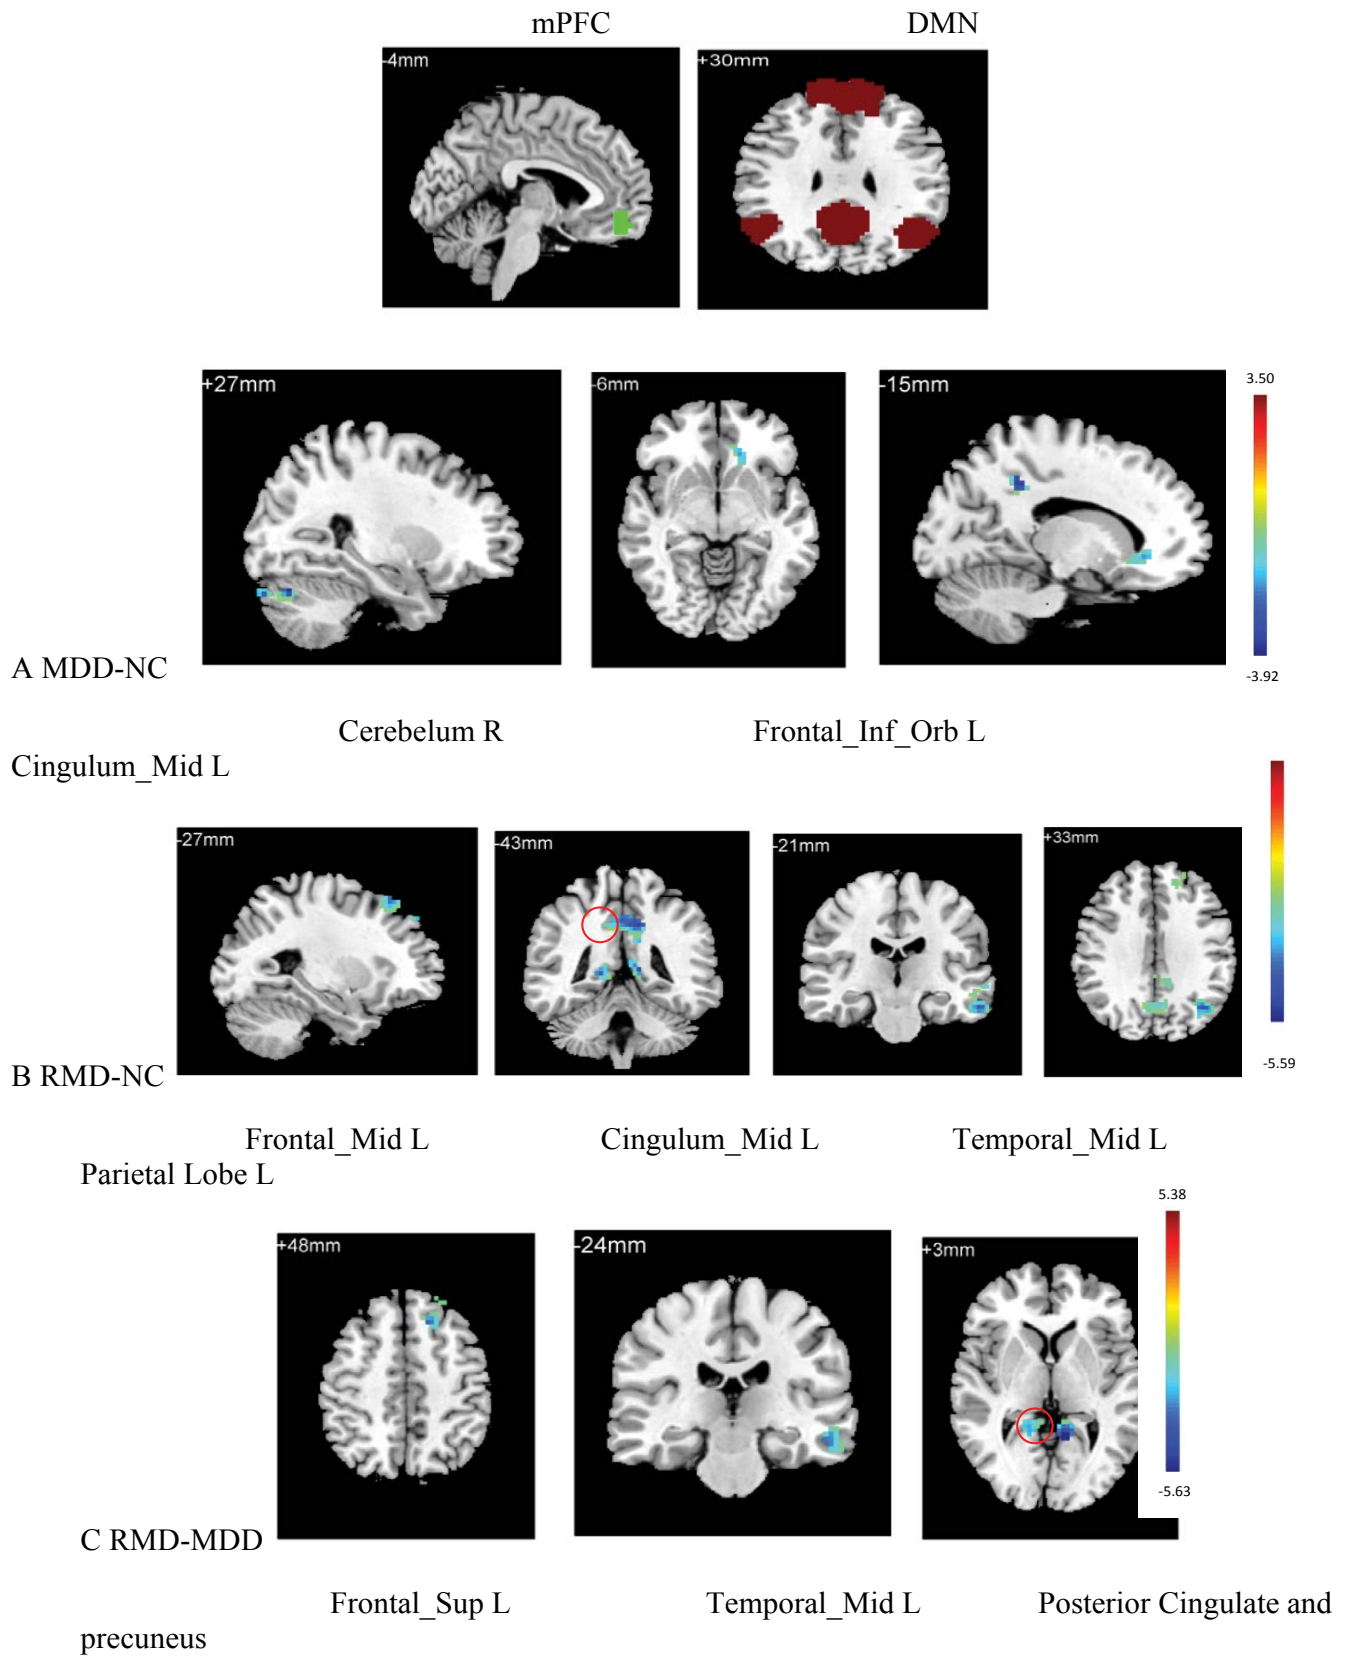 mPFC DMN
-4mm +30mm
+27mm -6mm -15mm 3.50
-3.92
A MDD-NC
Cerebelum R Frontal_Inf_Orb L
Cingulum_Mid L
-27mm -43mm -21mm +33mm
-5.59
B RMD-NC
Frontal_Mid L Cingulum_Mid L Temporal_Mid L
Parietal Lobe L
5.38
+48mm -24mm +3mm
-5.63
C RMD-MDD
Frontal_Sup L Temporal_Mid L Posterior Cingulate and
precuneus